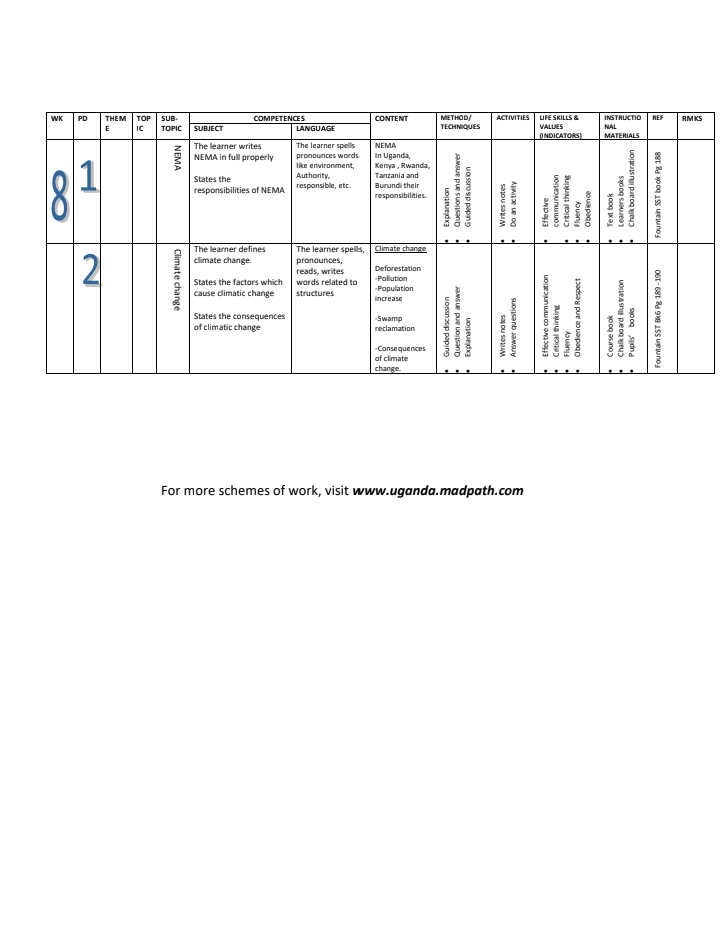 WK
PD
THEM
E
TOP
IC
SUB-
TOPIC
COMPETENCES
SUBJECT
LANGUAGE
CONTENT
METHOD/
TECHNIQUES
ACTIVITIES
LIFE SKILLS &
VALUES
(INDICATORS)
INSTRUCTIO
NAL
MATERIALS
REF
RMKS
8
1
NEMA
The learner writes
NEMA in full properly
States the
responsibilities of NEMA
The learner spells
pronounces words
like environment,
Authority,
responsible, etc.
NEMA
In Uganda,
Kenya , Rwanda,
Tanzania and
Burundi their
responsibilities.
• Explanation
• Questions and answer
• Guided discussion
• Writes notes
• Do an activity
• Effective
communication
• Critical thinking
• Fluency
• Obedience
• Text book
• Learners books
• Chalk board illustration
Fountain SST book Pg 188
2
Climate change
The learner defines
climate change.
States the factors which
cause climatic change
States the consequences
of climatic change
The learner spells,
pronounces,
reads, writes
words related to
structures
Climate change
Deforestation
-Pollution
-Population
increase
-Swamp
reclamation
-Consequences
of climate
change.
• Guided discussion
• Question and answer
• Explanation
• Writes notes
• Answer questions
• Effective communication
• Critical thinking
• Fluency
• Obedience and Respect
• Course book
• Chalk board illustration
• Pupils' books
Fountain SST Bk6 Pg 189 -190
For more schemes of work, visit www.uganda.madpath.com